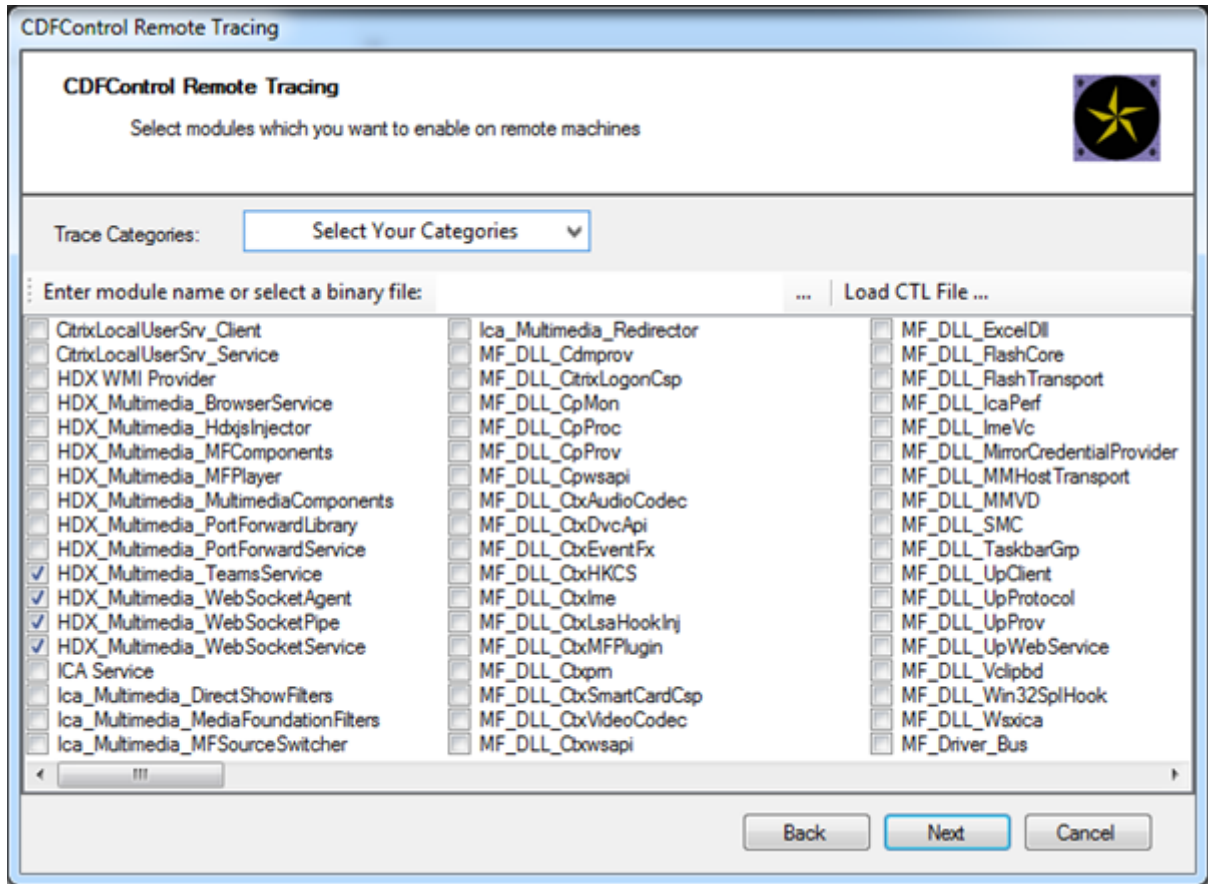 CDFControl Remote Tracing
CDFControl Remote Tracing
Select modules which you want to enable on remote machines
Trace Categories:
Select Your Categories
Enter module name or select a binary file:
...
Load CTL File ...
CitrixLocalUserSrv_Client
CitrixLocalUserSrv_Service
HDX WMI Provider
HDX_Multimedia_BrowserService
HDX_Multimedia_HdxjsInjector
HDX_Multimedia_MFComponents
HDX_Multimedia_MFPlayer
HDX_Multimedia_MultimediaComponents
HDX_Multimedia_PortForwardLibrary
HDX_Multimedia_PortForwardService
HDX_Multimedia_TeamsService
HDX_Multimedia_WebSocketAgent
HDX_Multimedia_WebSocketPipe
HDX_Multimedia_WebSocketService
ICA Service
Ica_Multimedia_DirectShowFilters
Ica_Multimedia_MediaFoundationFilters
Ica_Multimedia_MFSourceSwitcher
Ica_Multimedia_Redirector
MF_DLL_Cdmprov
MF_DLL_CitrixLogonCsp
MF_DLL_CpMon
MF_DLL_CpProc
MF_DLL_CpProv
MF_DLL_Cpwsapi
MF_DLL_CtxAudioCodec
MF_DLL_CtxDvcApi
MF_DLL_CtxEventFx
MF_DLL_CtxHKCS
MF_DLL_CtxIme
MF_DLL_CtxLsaHookInj
MF_DLL_CtxMFPlugin
MF_DLL_Ctxprn
MF_DLL_CtxSmartCardCsp
MF_DLL_CtxVideoCodec
MF_DLL_Ctxwsapi
MF_DLL_ExcelDll
MF_DLL_FlashCore
MF_DLL_FlashTransport
MF_DLL_IcaPerf
MF_DLL_ImeVc
MF_DLL_MirrorCredentialProvider
MF_DLL_MMHostTransport
MF_DLL_MMVD
MF_DLL_SMC
MF_DLL_TaskbarGrp
MF_DLL_UpClient
MF_DLL_UpProtocol
MF_DLL_UpProv
MF_DLL_UpWebService
MF_DLL_Vclipbd
MF_DLL_Win32SplHook
MF_DLL_Wsxica
MF_Driver_Bus
Back
Next
Cancel